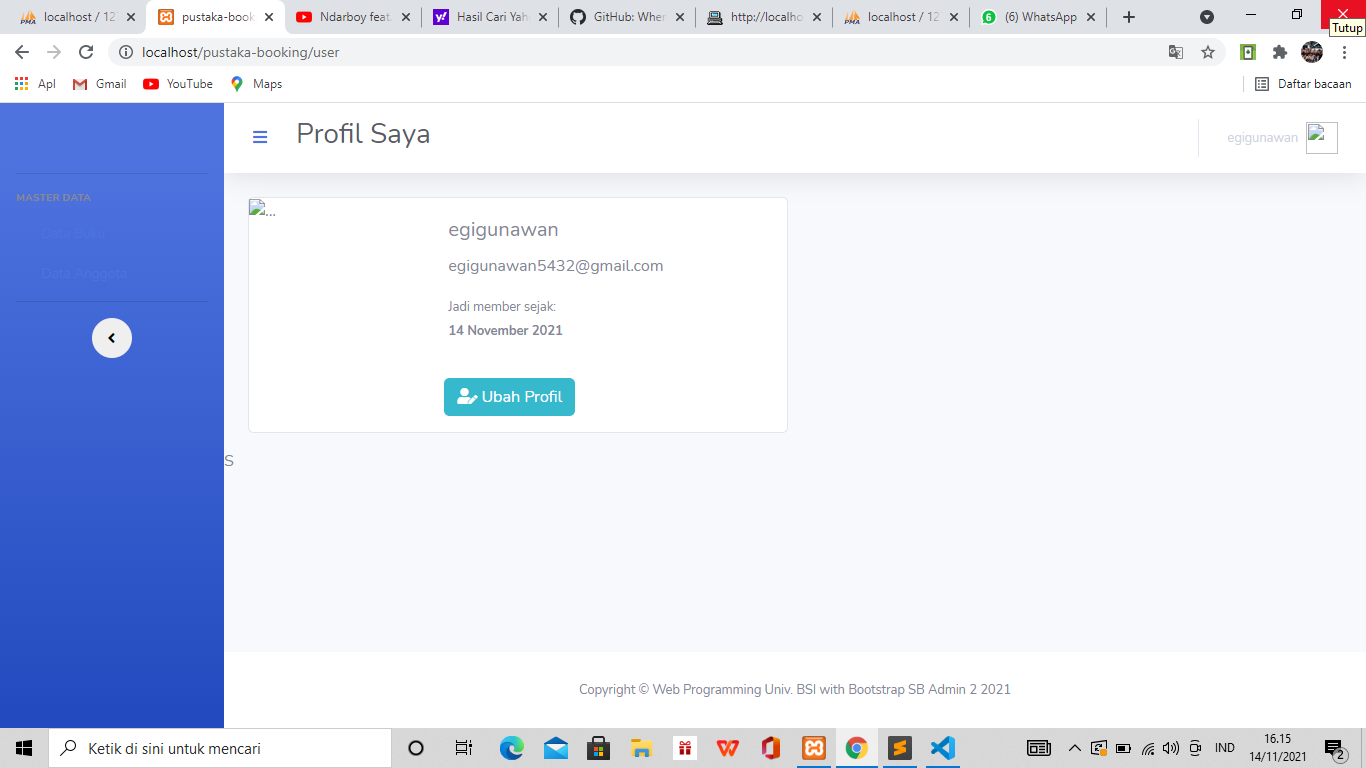 localhost / 12
pustaka-book
Ndarboy feat.
Hasil Cari Yah
GitHub: Wher
http://localho
localhost / 12
(6) WhatsApp
Tutup
localhost/pustaka-booking/user
Apl
Gmail
YouTube
Maps
Daftar bacaan
Profil Saya
egigunawan
MASTER DATA
Data Buku
Data Anggota
...
egigunawan
egigunawan5432@gmail.com
Jadi member sejak:
14 November 2021
Ubah Profil
S
Copyright © Web Programming Univ. BSI with Bootstrap SB Admin 2 2021
Ketik di sini untuk mencari
IND
16.15
14/11/2021
2